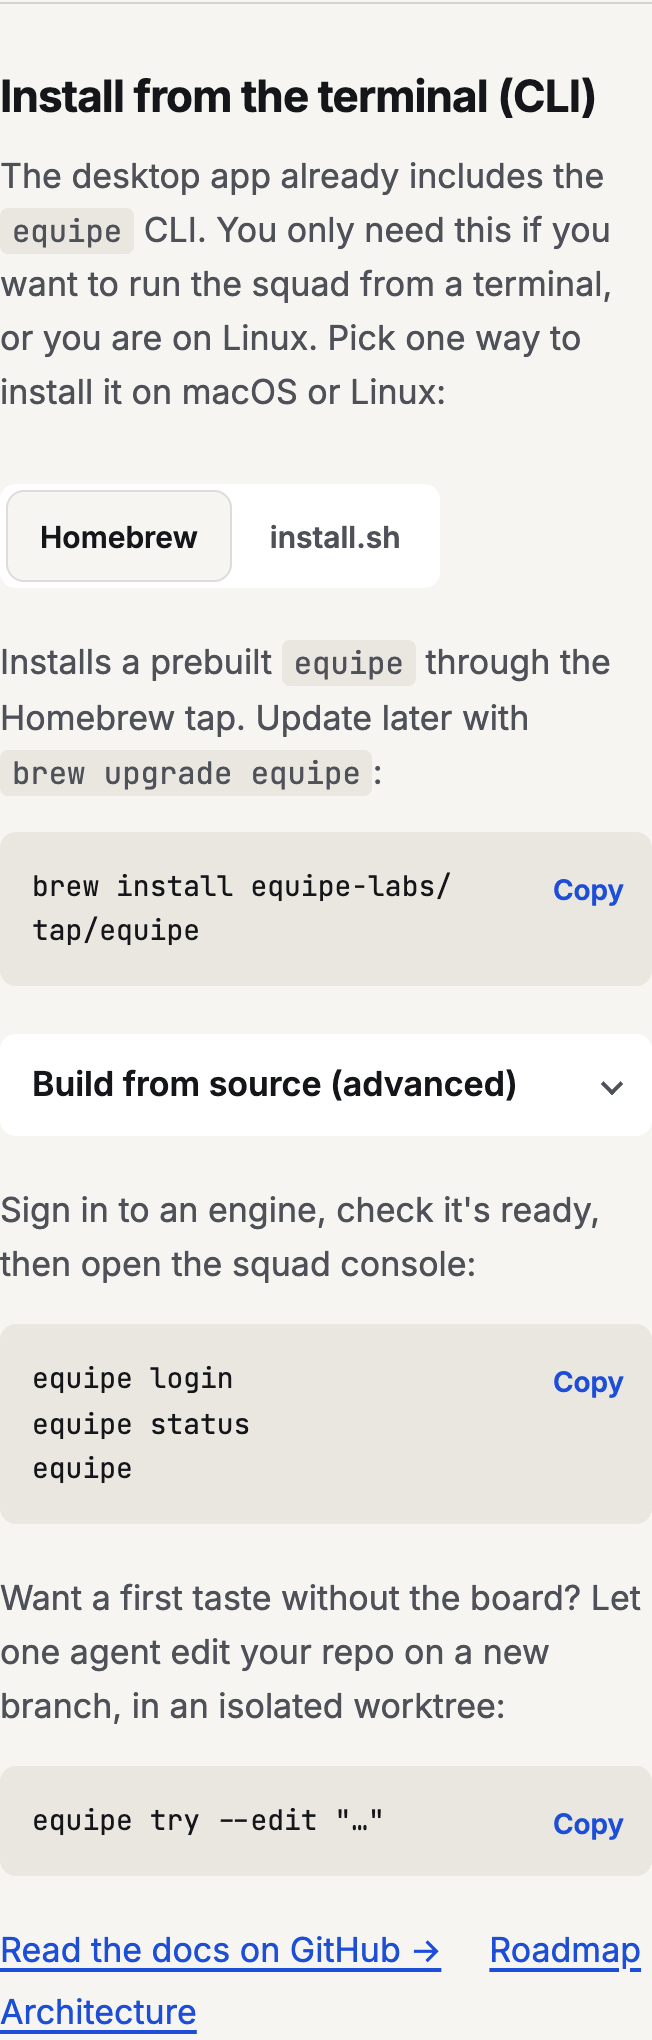 Install from the terminal (CLI)
The desktop app already includes the
equipe CLI. You only need this if you
want to run the squad from a terminal,
or you are on Linux. Pick one way to
install it on macOS or Linux:
Homebrew install.sh
Installs a prebuilt equipe through the
Homebrew tap. Update later with
brew upgrade equipe:
brew install equipe-labs/
Copy
tap/equipe
Build from source (advanced)
Sign in to an engine, check it's ready,
then open the squad console:
equipe login
Copy
equipe status
equipe
Want a first taste without the board? Let
one agent edit your repo on a new
branch, in an isolated worktree:
equipe try --edit "…"
Copy
Read the docs on GitHub → Roadmap
Architecture